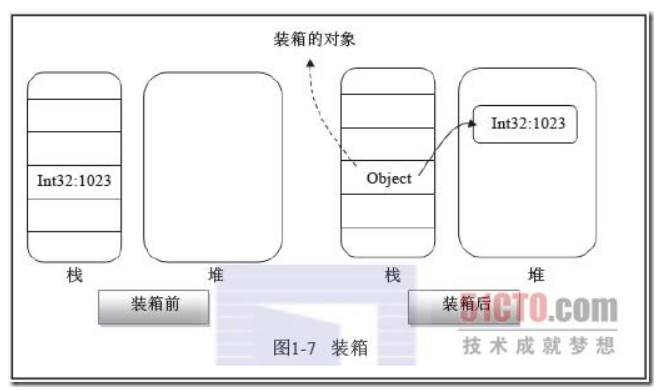 装箱的对象
Int32:1023
Object
Int32:1023
栈
堆
栈
堆
装箱前
装箱后
51CTO.com
技术成就梦想
图1-7 装箱